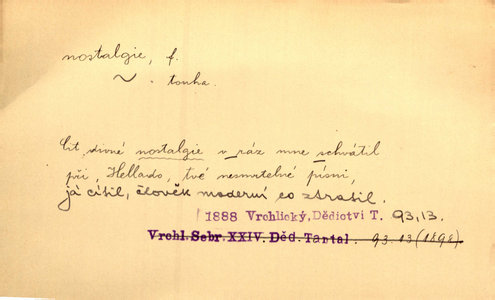 nostalgie, f.
~ . touha.
Cit divné nostalgie v ráz mne schvátil
při, Hellado, tvé nesmrtelné písni,
já cítil, člověk moderní co ztratil.
1888 Vrchlický, Dědictví T. 93,13.
Vrchl. Sebr. XXIV. Děd. Tantal. 93.13 (1898)